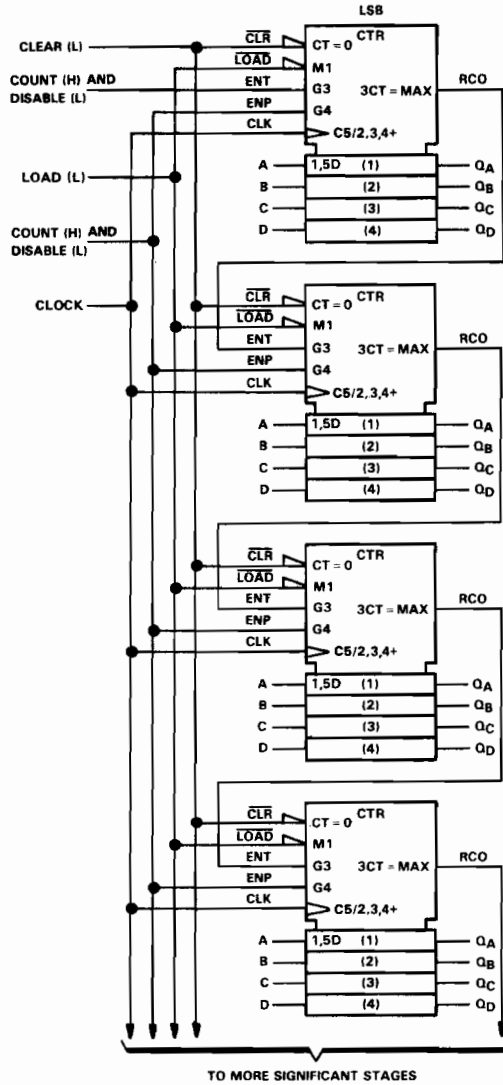 LSB
CLEAR (L)
CLR CT = 0 CTR
LOAD M1
COUNT (H) AND
DISABLE (L)
ENT G3 3CT = MAX RCO
ENP G4
CLK C5/2,3,4+
A 1,5D (1) QA
LOAD (L)
B (2) QB
C (3) QC
D (4) QD
COUNT (H) AND
DISABLE (L)
CLOCK
CLR CT = 0 CTR
LOAD M1
ENT G3 3CT = MAX RCO
ENP G4
CLK C5/2,3,4+
A 1,5D (1) QA
B (2) QB
C (3) QC
D (4) QD
CLR CT = 0 CTR
LOAD M1
ENT G3 3CT = MAX RCO
ENP G4
CLK C5/2,3,4+
A 1,5D (1) QA
B (2) QB
C (3) QC
D (4) QD
CLR CT = 0 CTR
LOAD M1
ENT G3 3CT = MAX RCO
ENP G4
CLK C5/2,3,4+
A 1,5D (1) QA
B (2) QB
C (3) QC
D (4) QD
TO MORE SIGNIFICANT STAGES